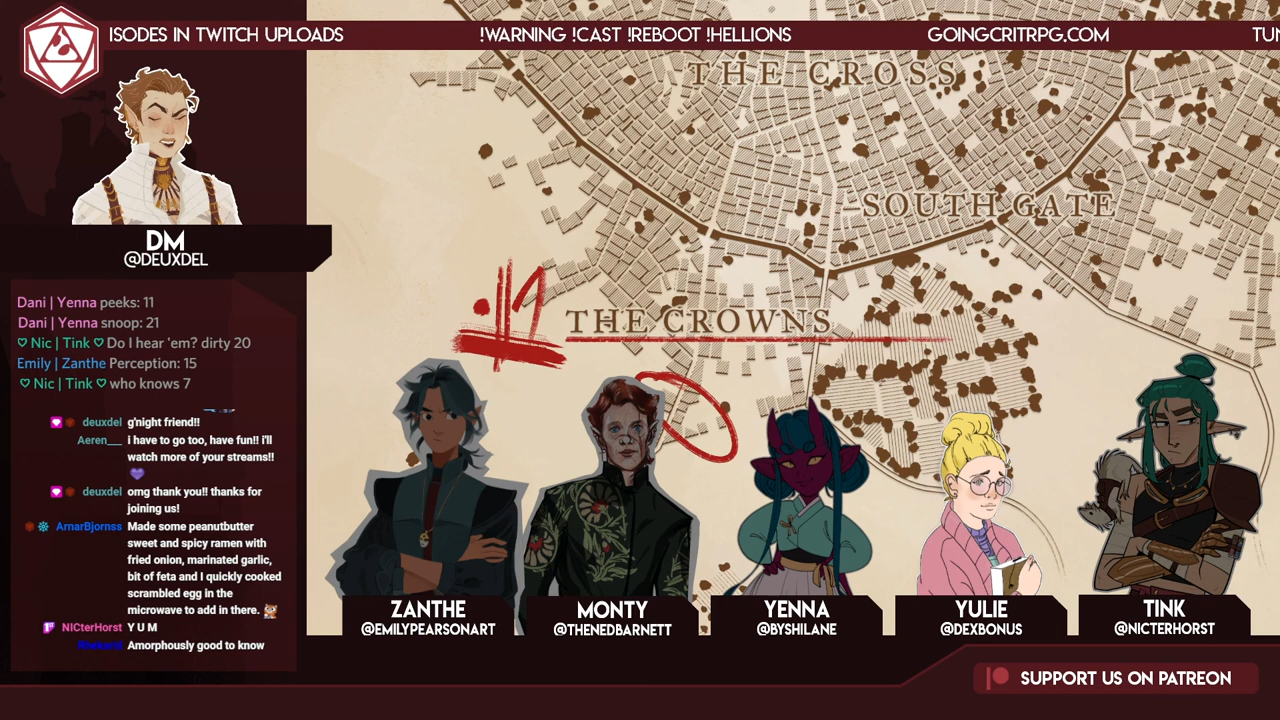 ISODES IN TWITCH UPLOADS
!WARNING !CAST !REBOOT !HELLIONS
GOINGCRITRPG.COM
TUN
DM
@DEUXDEL
Dani | Yenna peeks: 11
Dani | Yenna snoop: 21
♡ Nic | Tink ♡ Do I hear 'em? dirty 20
Emily | Zanthe Perception: 15
♡ Nic | Tink ♡ who knows 7
deuxdel g'night friend!!
Aeren___ i have to go too, have fun!! i'll
watch more of your streams!!
💜
deuxdel omg thank you!! thanks for
joining us!
ArnarBjornss Made some peanutbutter
sweet and spicy ramen with
fried onion, marinated garlic,
bit of feta and I quickly cooked
scrambled egg in the
microwave to add in there.
NICterHorst Y U M
Amorphously good to know
THE CROSS
SOUTH GATE
THE CROWNS
ZANTHE
@EMILYPEARSONART
MONTY
@THENEDBARNETT
YENNA
@BYSHILANE
YULIE
@DEXBONUS
TINK
@NICTERHORST
SUPPORT US ON PATREON